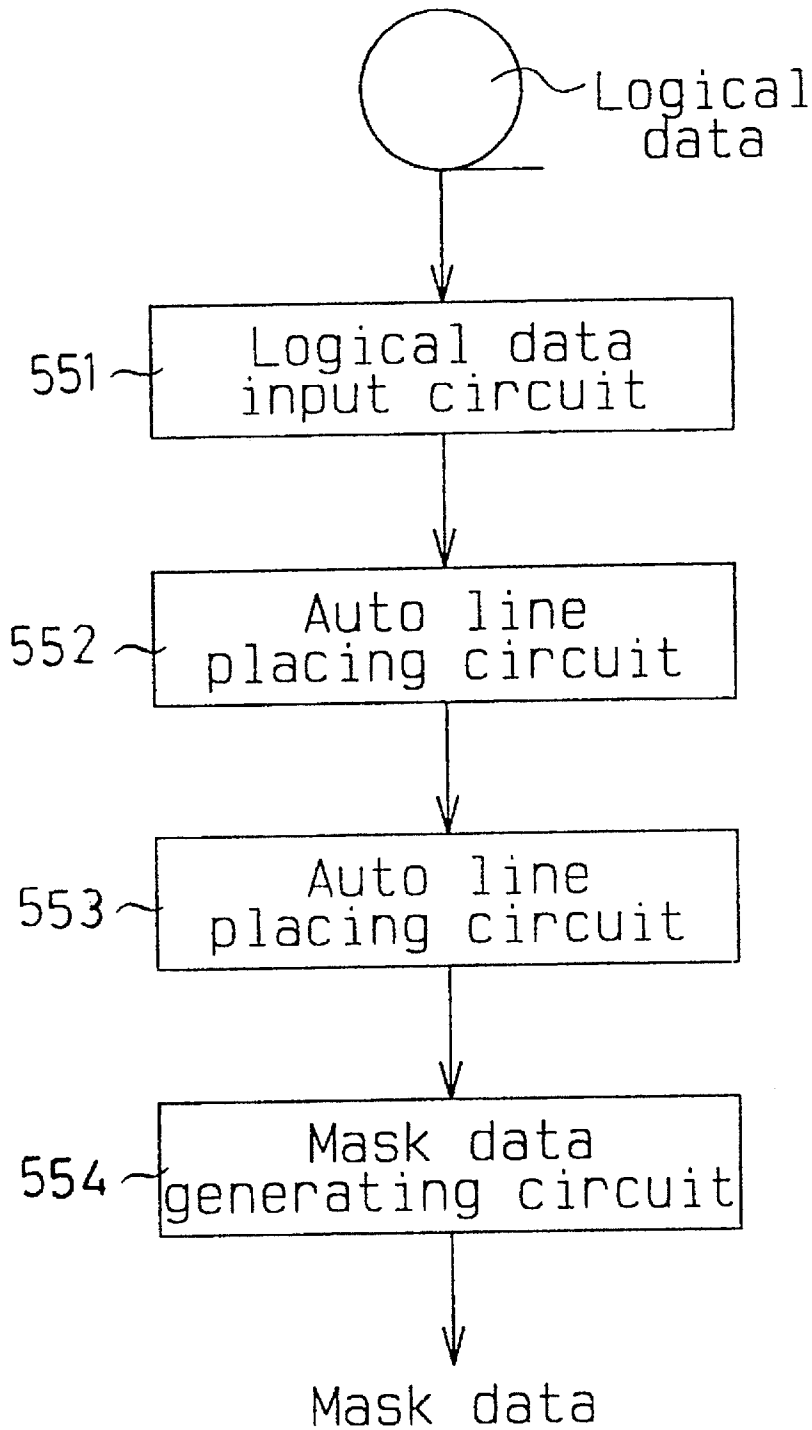 Logical
data
551
Logical data
input circuit
552
Auto line
placing circuit
553
Auto line
placing circuit
554
Mask data
generating circuit
Mask data